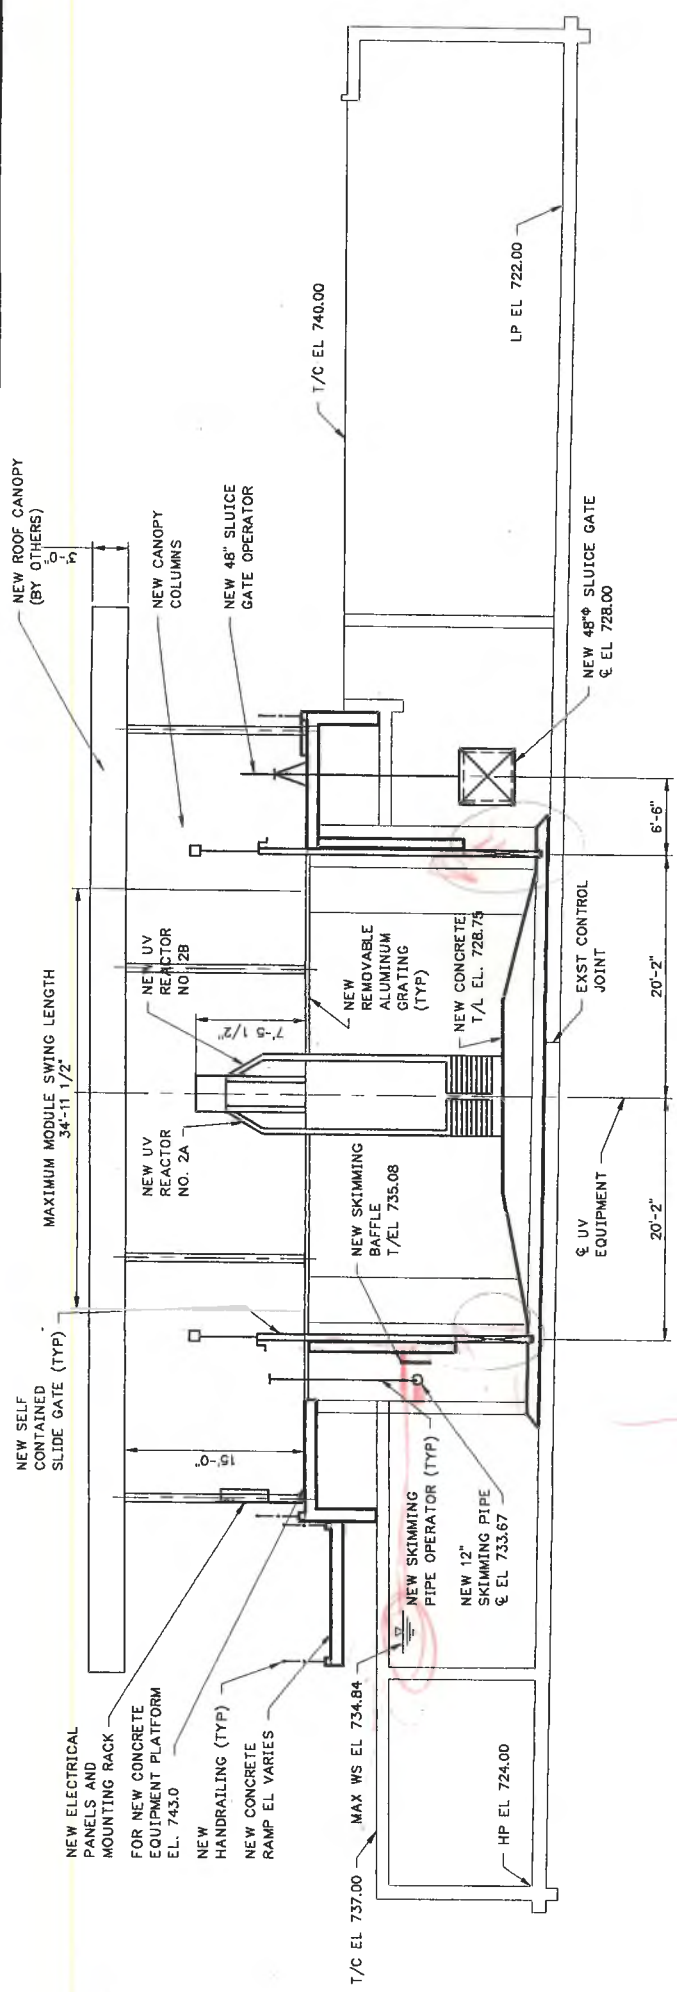 NEW ROOF CANOPY
(BY OTHERS)
NEW CANOPY
COLUMNS
NEW 48" SLUICE
GATE OPERATOR
T/C EL 740.00
LP EL 722.00
NEW 48"Φ SLUICE GATE
℄ EL 728.00
6'-6"
MAXIMUM MODULE SWING LENGTH
34'-11 1/2"
NEW UV
REACTOR
NO. 2B
7'-5 1/2"
NEW UV
REACTOR
NO. 2A
NEW
REMOVABLE
ALUMINUM
GRATING
(TYP)
NEW CONCRETE
T/L EL. 728.75
EXST CONTROL
JOINT
20'-2"
℄ UV
EQUIPMENT
20'-2"
NEW SKIMMING
BAFFLE
T/EL 735.08
NEW SELF
CONTAINED
SLIDE GATE (TYP)
15'-0"
NEW SKIMMING
PIPE OPERATOR (TYP)
NEW 12"
SKIMMING PIPE
℄ EL 733.67
NEW ELECTRICAL
PANELS AND
MOUNTING RACK
FOR NEW CONCRETE
EQUIPMENT PLATFORM
EL. 743.0
NEW
HANDRAILING (TYP)
NEW CONCRETE
RAMP EL VARIES
MAX WS EL 734.84
T/C EL 737.00
HP EL 724.00